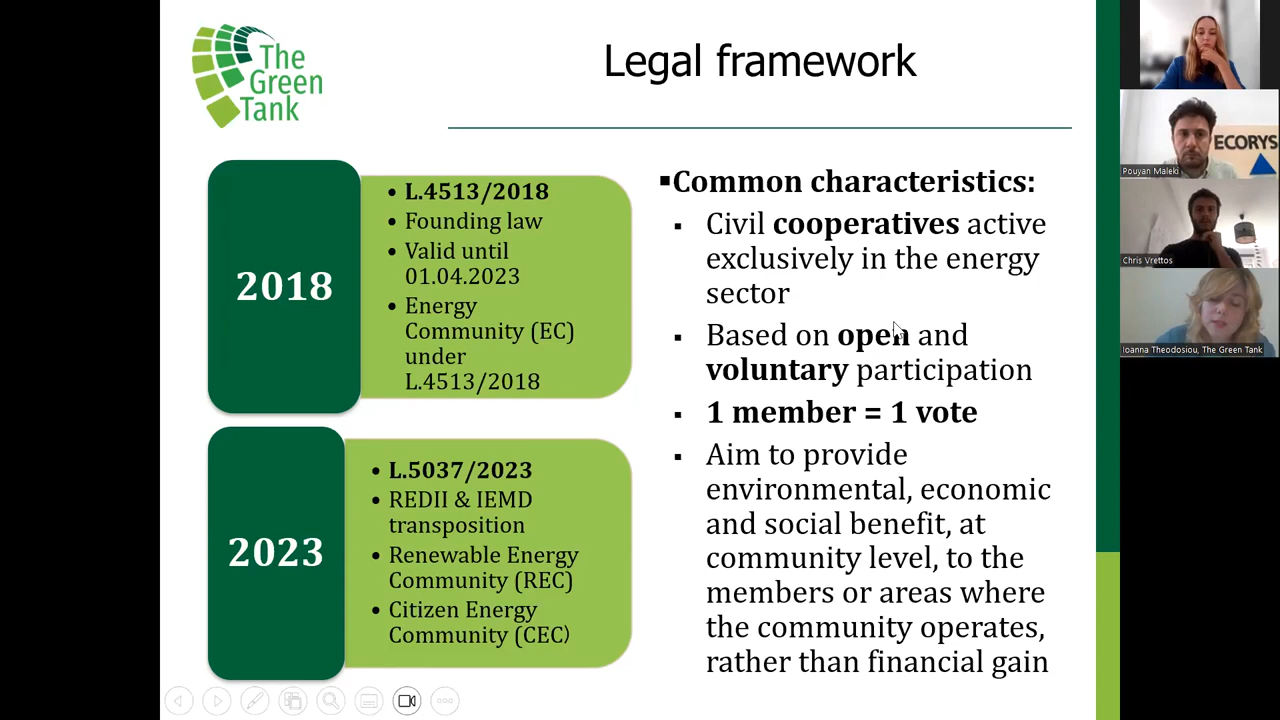 The
Green
Tank
Legal framework
2018
• L.4513/2018
• Founding law
• Valid until
01.04.2023
• Energy
Community (EC)
under
L.4513/2018
2023
• L.5037/2023
• REDII & IEMD
transposition
• Renewable Energy
Community (REC)
• Citizen Energy
Community (CEC)
▪Common characteristics:
▪ Civil cooperatives active
exclusively in the energy
sector
▪ Based on open and
voluntary participation
▪ 1 member = 1 vote
▪ Aim to provide
environmental, economic
and social benefit, at
community level, to the
members or areas where
the community operates,
rather than financial gain
ECORYS
Pouyan Maleki
Chris Vrettos
Ioanna Theodosiou, The Green Tank